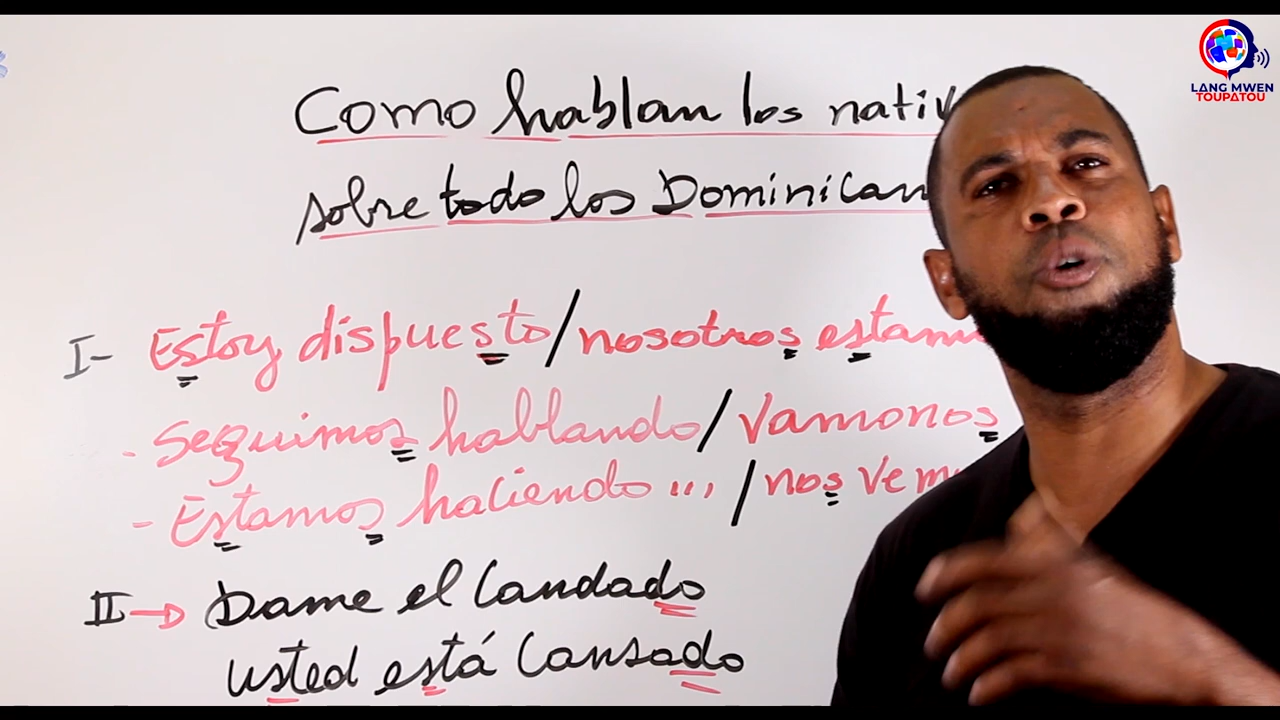 LANG MWEN
TOUPATOU
Como hablan los nativ
sobre todo los Dominican
I- Estoy dispuesto/nosotros estam
- Seguimos hablando/Vamonos
- Estamos haciendo .../nos vem
II→ Dame el Candado
usted está Cansado